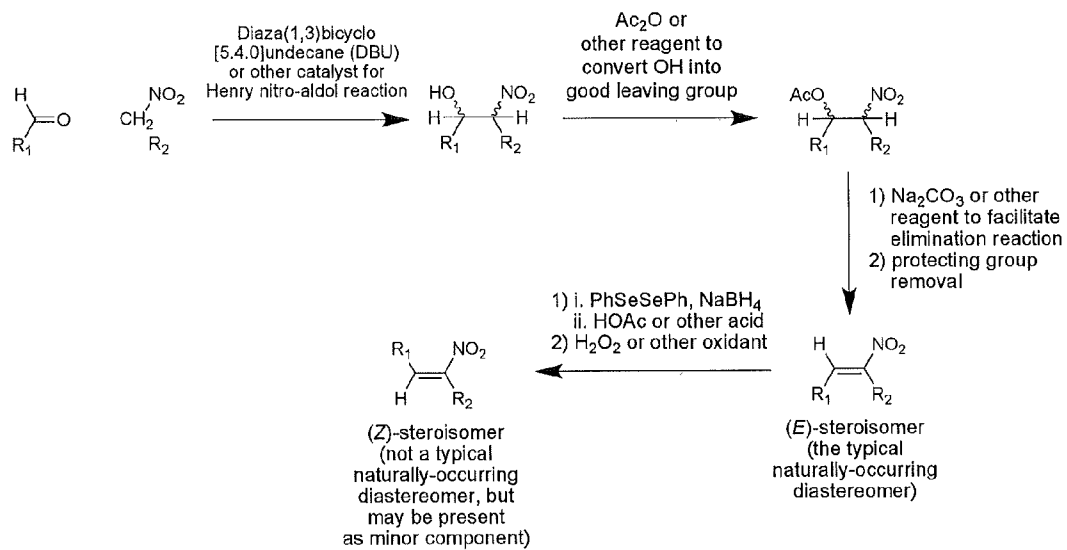 Diaza(1,3)bicyclo
[5.4.0]undecane (DBU)
or other catalyst for
Henry nitro-aldol reaction
Ac2O or
other reagent to
convert OH into
good leaving group
H
O
R1
NO2
CH2
R2
HO
NO2
H
H
R1
R2
AcO
NO2
H
H
R1
R2
1) Na2CO3 or other
reagent to facilitate
elimination reaction
2) protecting group
removal
1) i. PhSeSePh, NaBH4
ii. HOAc or other acid
2) H2O2 or other oxidant
R1
NO2
H
R2
(Z)-steroisomer
(not a typical
naturally-occurring
diastereomer, but
may be present
as minor component)
H
NO2
R1
R2
(E)-steroisomer
(the typical
naturally-occurring
diastereomer)